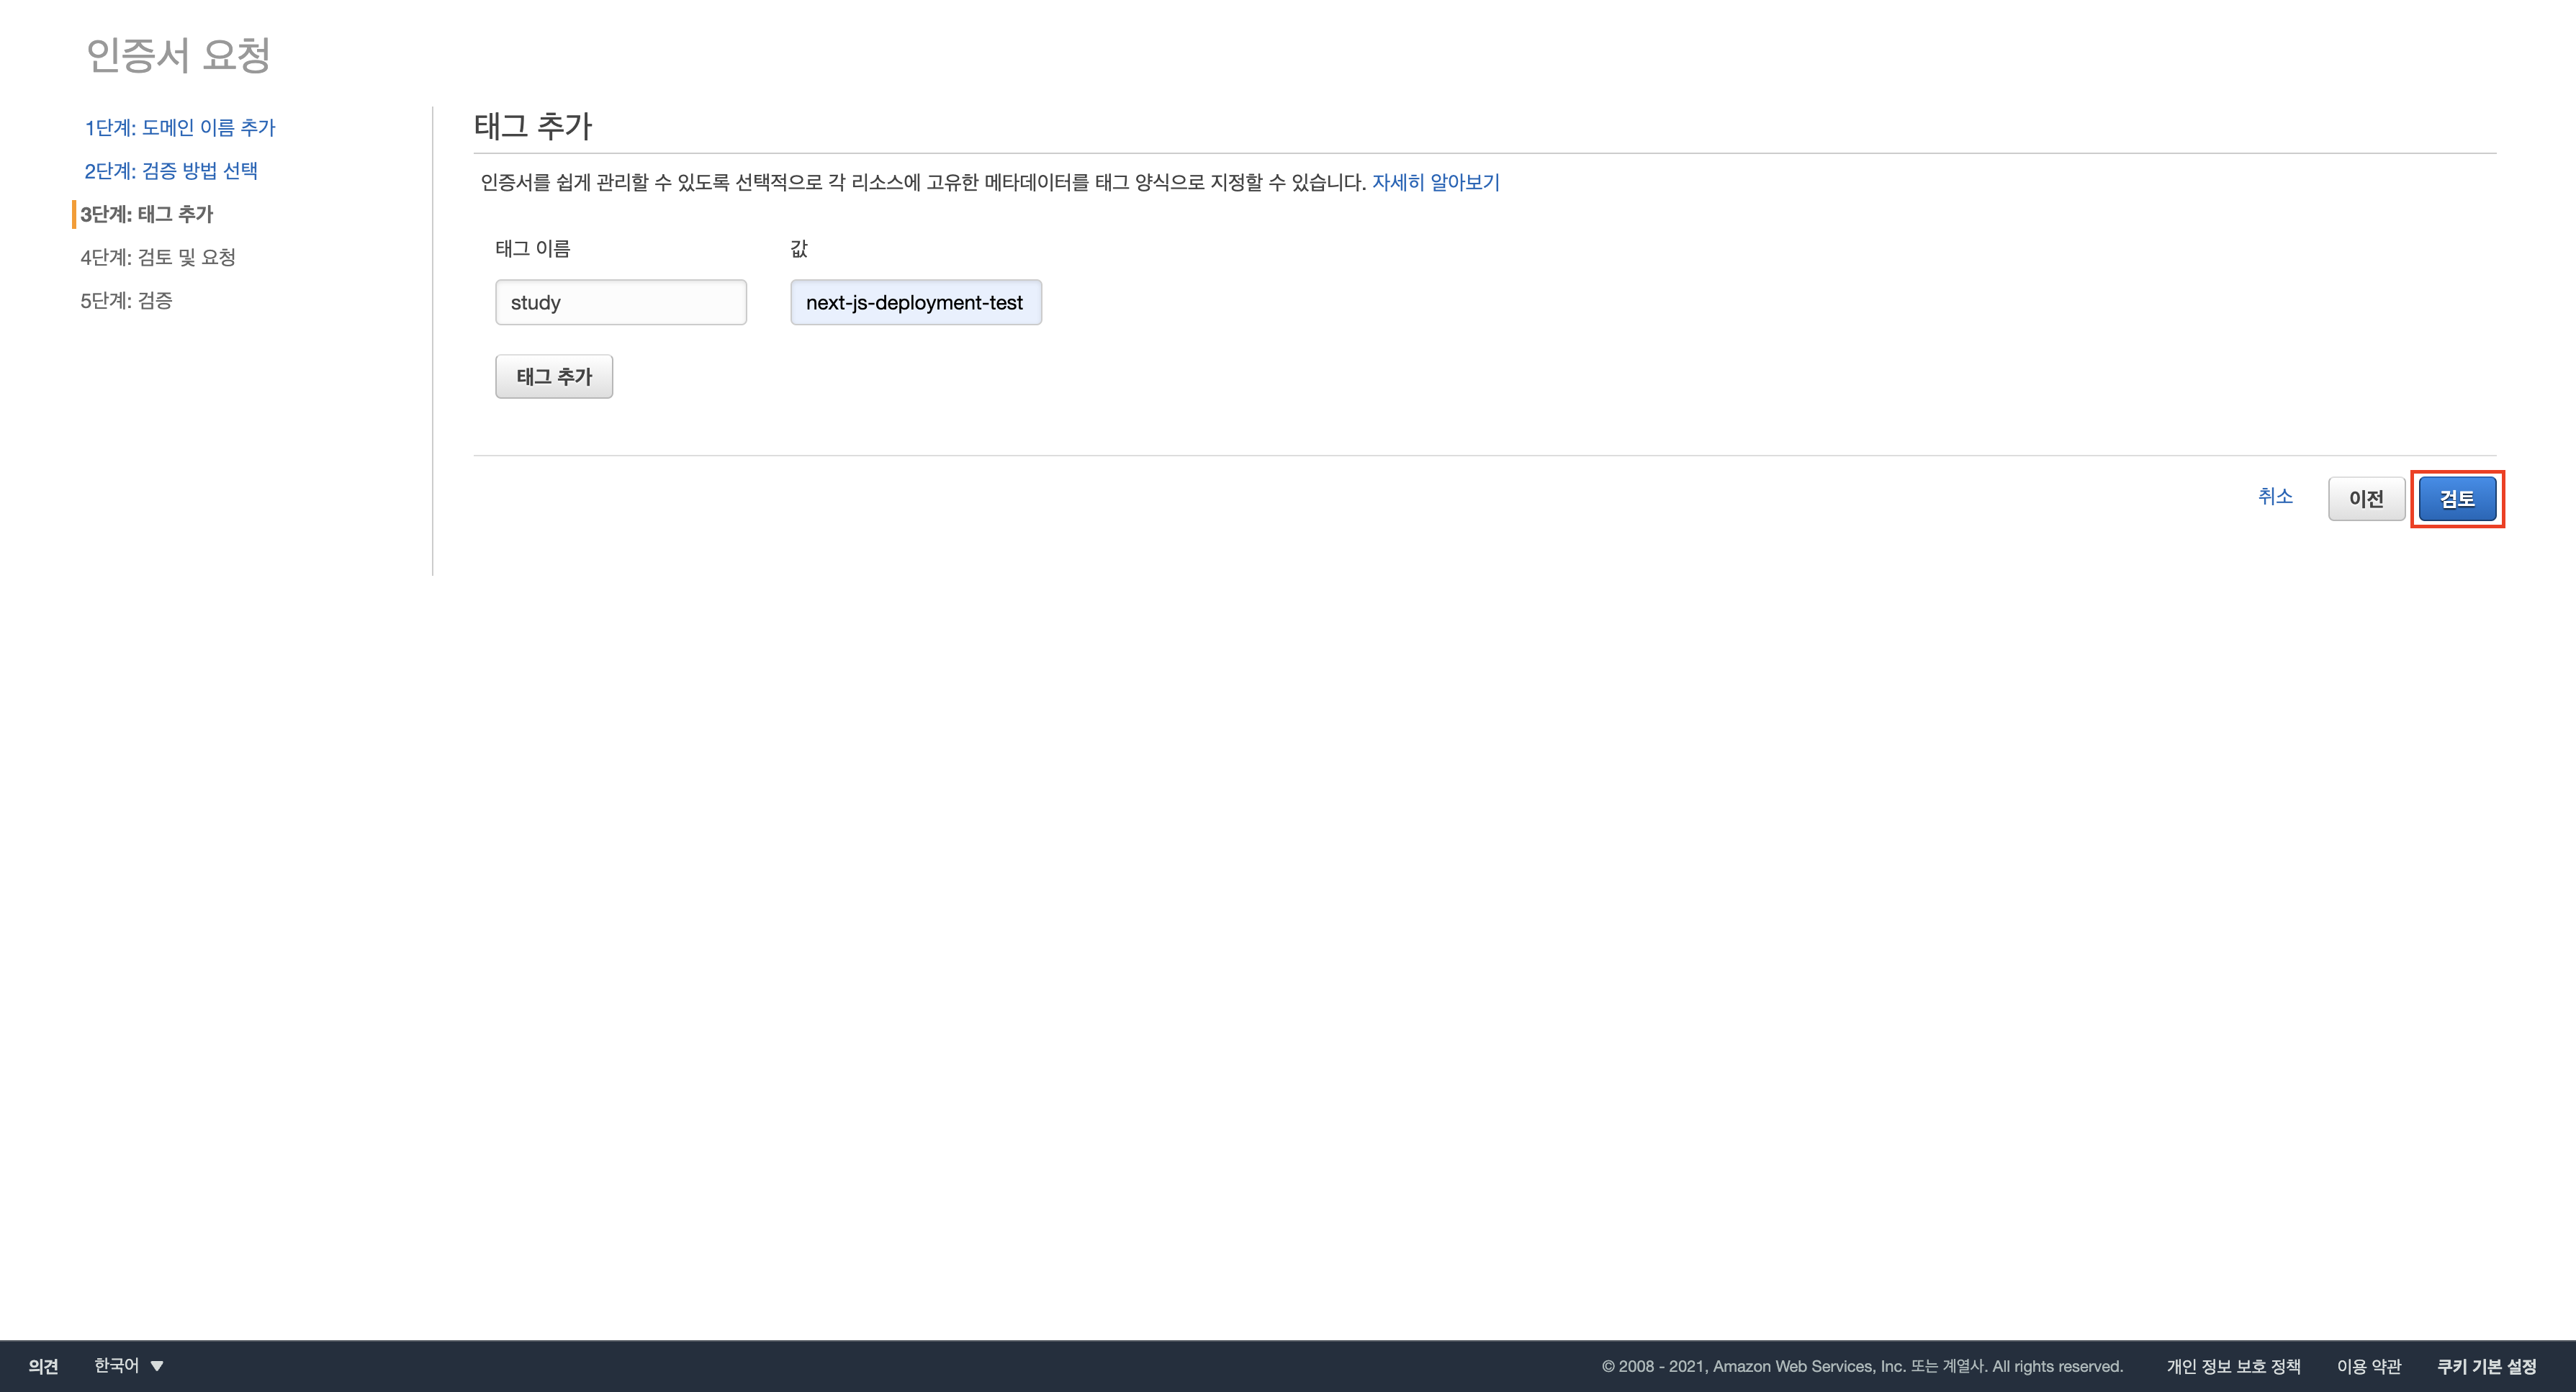 인증서 요청
1단계: 도메인 이름 추가
2단계: 검증 방법 선택
3단계: 태그 추가
4단계: 검토 및 요청
5단계: 검증
태그 추가
인증서를 쉽게 관리할 수 있도록 선택적으로 각 리소스에 고유한 메타데이터를 태그 양식으로 지정할 수 있습니다. 자세히 알아보기
태그 이름 값
study next-js-deployment-test
태그 추가
취소 이전 검토
의견 한국어 © 2008 - 2021, Amazon Web Services, Inc. 또는 계열사. All rights reserved. 개인 정보 보호 정책 이용 약관 쿠키 기본 설정